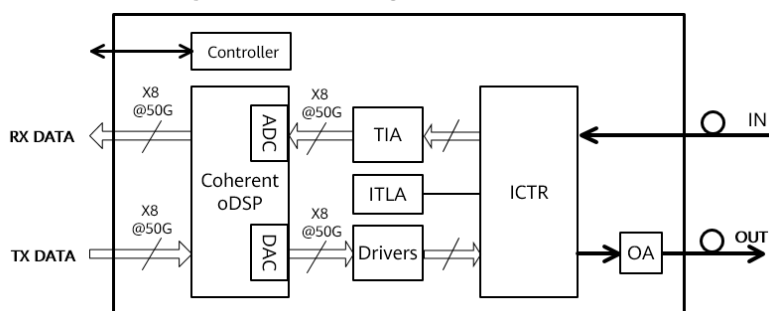 Controller
X8
@50G
X8
@50G
RX DATA
ADC
TIA
IN
Coherent
oDSP
ITLA
ICTR
X8
@50G
X8
@50G
TX DATA
DAC
Drivers
OA
OUT